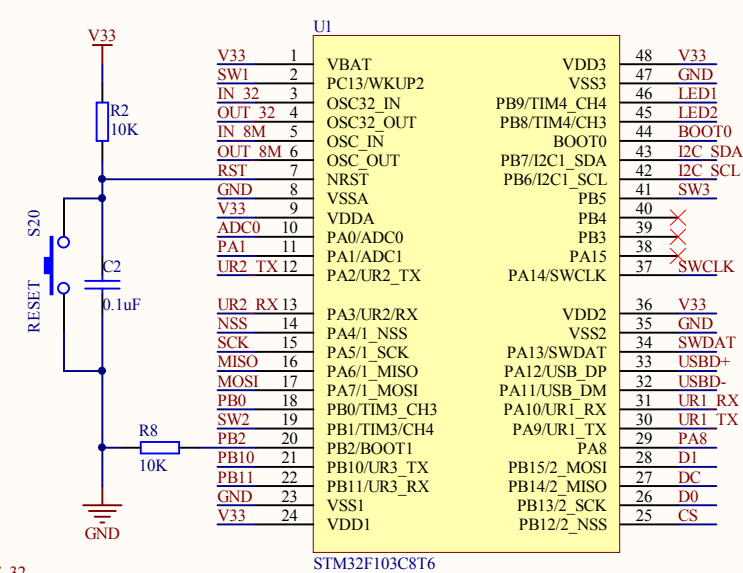 U1
V33
R2
10K
S20
RESET
C2
0.1uF
R8
10K
GND
V33 1 VBAT VDD3 48 V33
SW1 2 PC13/WKUP2 VSS3 47 GND
IN_32 3 OSC32_IN PB9/TIM4_CH4 46 LED1
OUT_32 4 OSC32_OUT PB8/TIM4/CH3 45 LED2
IN_8M 5 OSC_IN BOOT0 44 BOOT0
OUT_8M 6 OSC_OUT PB7/I2C1_SDA 43 I2C_SDA
RST 7 NRST PB6/I2C1_SCL 42 I2C_SCL
GND 8 VSSA PB5 41 SW3
V33 9 VDDA PB4 40
ADC0 10 PA0/ADC0 PB3 39
PA1 11 PA1/ADC1 PA15 38
UR2_TX 12 PA2/UR2_TX PA14/SWCLK 37 SWCLK
UR2_RX 13 PA3/UR2/RX VDD2 36 V33
NSS 14 PA4/1_NSS VSS2 35 GND
SCK 15 PA5/1_SCK PA13/SWDAT 34 SWDAT
MISO 16 PA6/1_MISO PA12/USB_DP 33 USBD+
MOSI 17 PA7/1_MOSI PA11/USB_DM 32 USBD-
PB0 18 PB0/TIM3_CH3 PA10/UR1_RX 31 UR1_RX
SW2 19 PB1/TIM3/CH4 PA9/UR1_TX 30 UR1_TX
PB2 20 PB2/BOOT1 PA8 29 PA8
PB10 21 PB10/UR3_TX PB15/2_MOSI 28 D1
PB11 22 PB11/UR3_RX PB14/2_MISO 27 DC
GND 23 VSS1 PB13/2_SCK 26 D0
V33 24 VDD1 PB12/2_NSS 25 CS
STM32F103C8T6